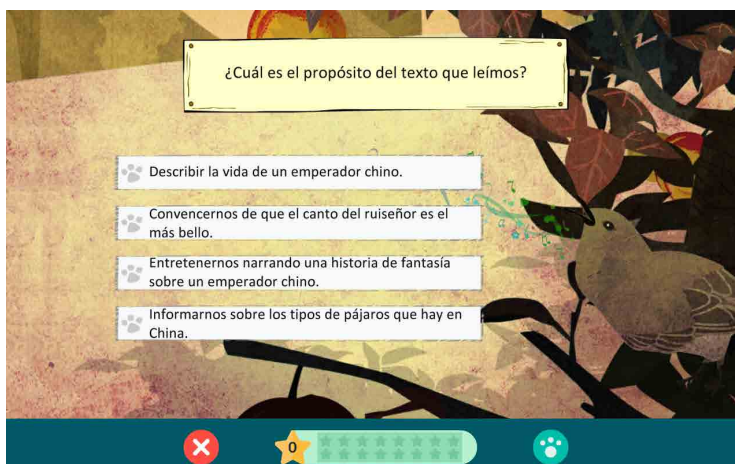 ¿Cuál es el propósito del texto que leímos?
Describir la vida de un emperador chino.
Convencernos de que el canto del ruiseñor es el
más bello.
Entretenernos narrando una historia de fantasía
sobre un emperador chino.
Informarnos sobre los tipos de pájaros que hay en
China.
0